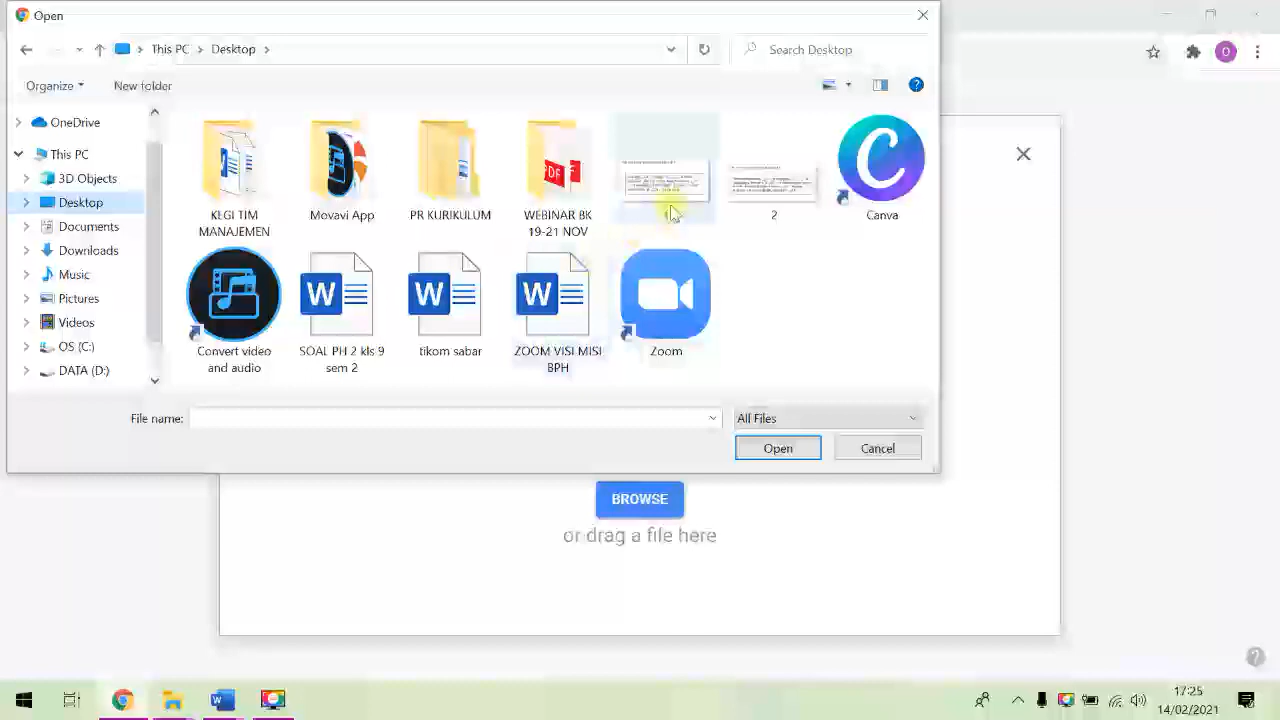 Open
This PC
Desktop
Search Desktop
Organize
New folder
OneDrive
This PC
3D Objects
Desktop
Documents
Downloads
Music
Pictures
Videos
OS (C:)
DATA (D:)
KEGI TIM
MANAJEMEN
Movavi App
PR KURIKULUM
WEBINAR BK
19-21 NOV
2
Canva
Convert video
and audio
SOAL PH 2 kls 9
sem 2
tikom sabar
ZOOM VISI MISI
BPH
Zoom
File name:
All Files
Open
Cancel
BROWSE
or drag a file here
O
17:25
14/02/2021